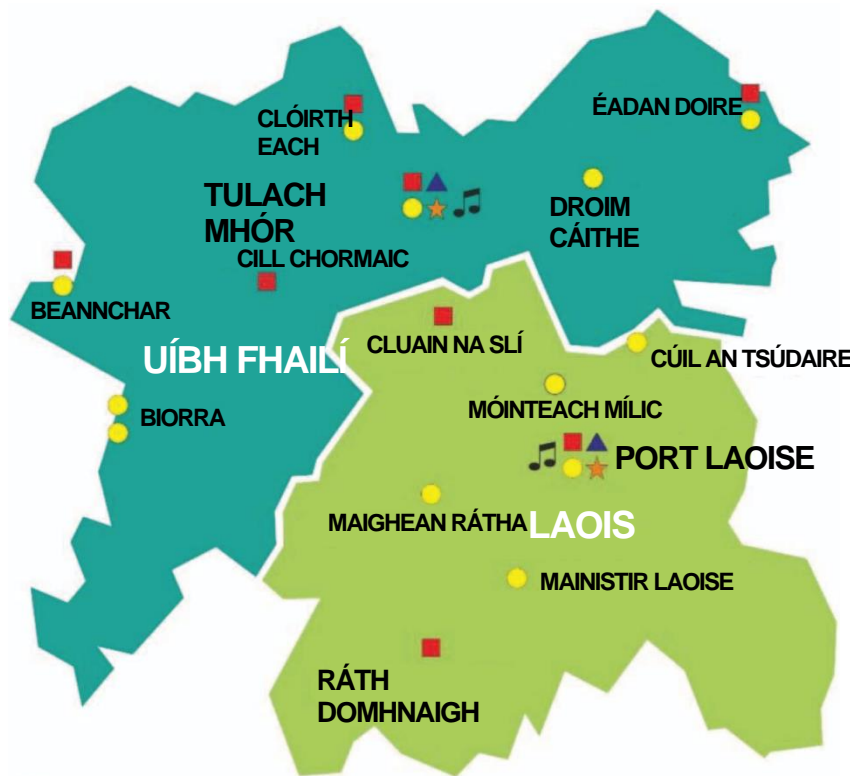 CLÓIRTH
EACH
ÉADAN DOIRE
TULACH
MHÓR
DROIM
CÁITHE
CILL CHORMAIC
BEANNCHAR
UÍBH FHAILÍ
CLUAIN NA SLÍ
CÚIL AN TSÚDAIRE
BIORRA
MÓINTEACH MÍLIC
PORT LAOISE
MAIGHEAN RÁTHA
LAOIS
MAINISTIR LAOISE
RÁTH
DOMHNAIGH